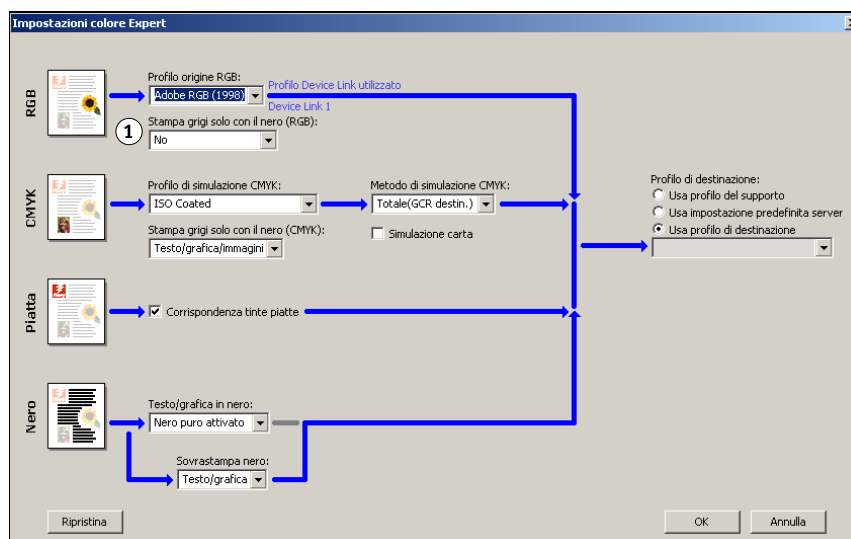 Impostazioni colore Expert
RGB
Profilo origine RGB:
Adobe RGB (1998)
Profilo Device Link utilizzato
Device Link 1
1
Stampa grigi solo con il nero (RGB):
No
CMYK
Profilo di simulazione CMYK:
ISO Coated
Metodo di simulazione CMYK:
Totale(GCR destin.)
Stampa grigi solo con il nero (CMYK):
Testo/grafica/immagini
Simulazione carta
Profilo di destinazione:
Usa profilo del supporto
Usa impostazione predefinita server
Usa profilo di destinazione
Piatta
Corrispondenza tinte piatte
Nero
Testo/grafica in nero:
Nero puro attivato
Sovrastampa nero:
Testo/grafica
Ripristina
OK
Annulla